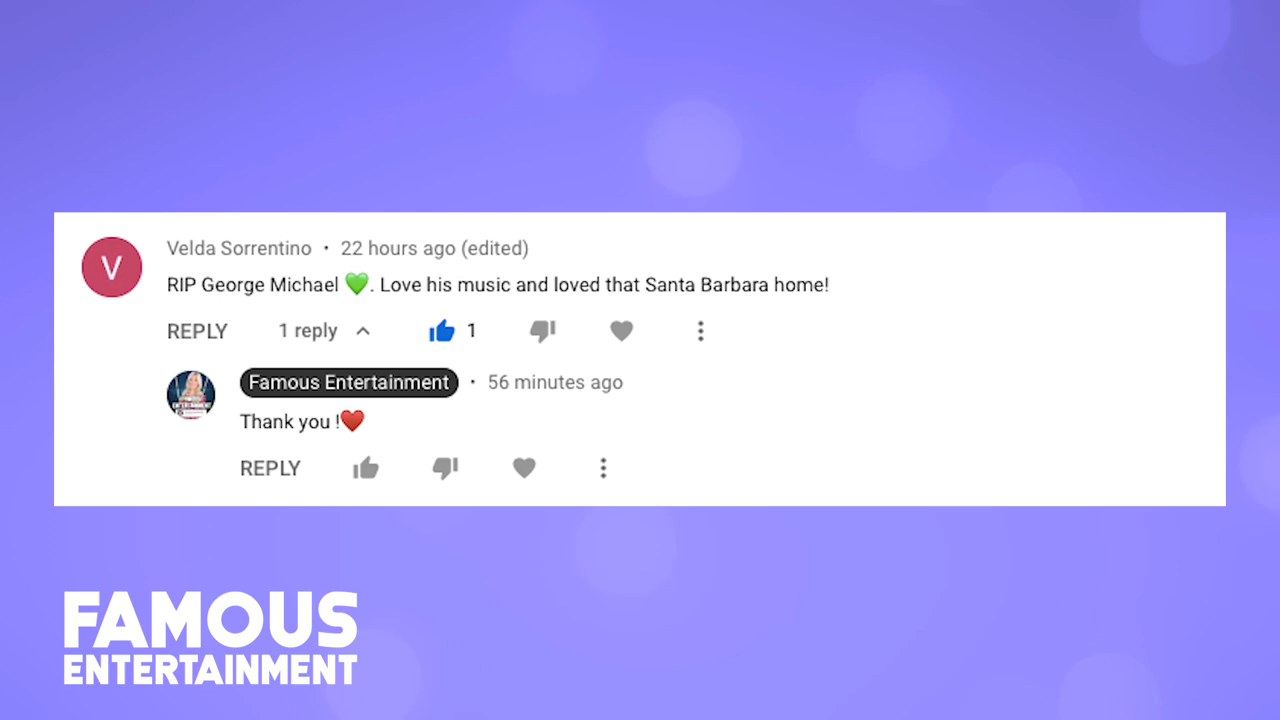 V
Velda Sorrentino · 22 hours ago (edited)
RIP George Michael 💚. Love his music and loved that Santa Barbara home!
REPLY 1 reply 1
Famous Entertainment · 56 minutes ago
Thank you !❤️
REPLY
FAMOUS
ENTERTAINMENT